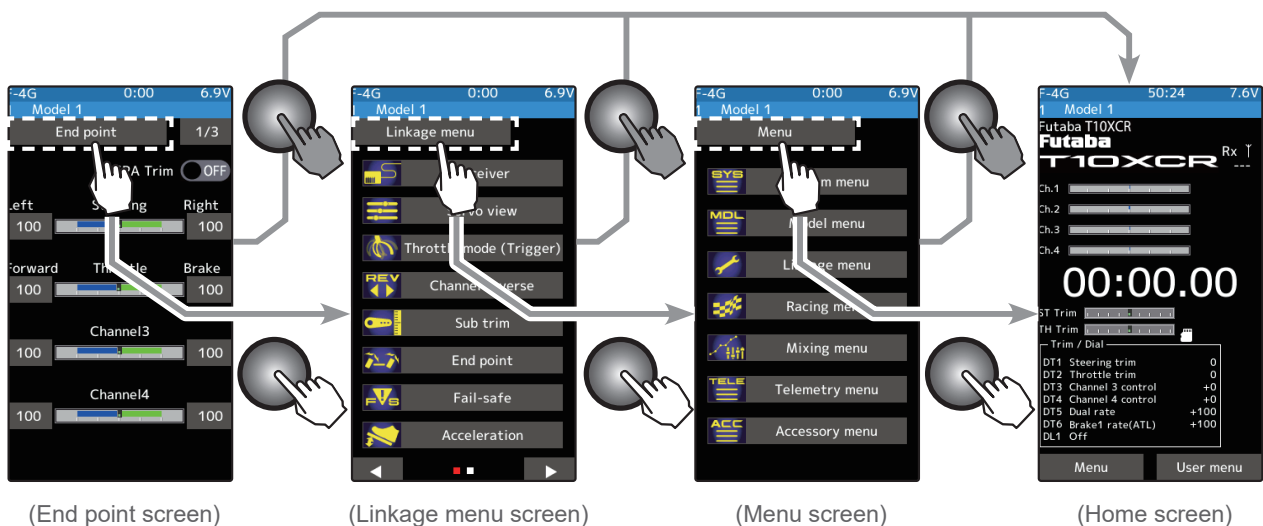 F-4G 0:00 6.9V
Model 1
End point 1/3
PA Trim OFF
Left Right
100 100
Forward Brake
100 100
Channel3
100 100
Channel4
100 100
(End point screen)
F-4G 0:00 6.9V
Model 1
Linkage menu
view
mode (Trigger)
REV
Channel
Sub trim
End point
F/S Fail-safe
Acceleration
(Linkage menu screen)
F-4G 0:00 6.9V
1 Model 1
Menu
SYS menu
MDL Model menu
menu
Racing
Mixing menu
TELE Telemetry menu
ACC Accessory menu
(Menu screen)
F-4G 50:24 7.6V
1 Model 1
Futaba T10XCR
Futaba
T10XCR Rx
---
Ch.1
Ch.2
Ch.3
Ch.4
00:00.00
ST Trim
TH Trim
Trim / Dial
DT1 Steering trim 0
DT2 Throttle trim 0
DT3 Channel 3 control +0
DT4 Channel 4 control +0
DT5 Dual rate +100
DT6 Brake1 rate(ATL) +100
DL1 Off
Menu User menu
(Home screen)